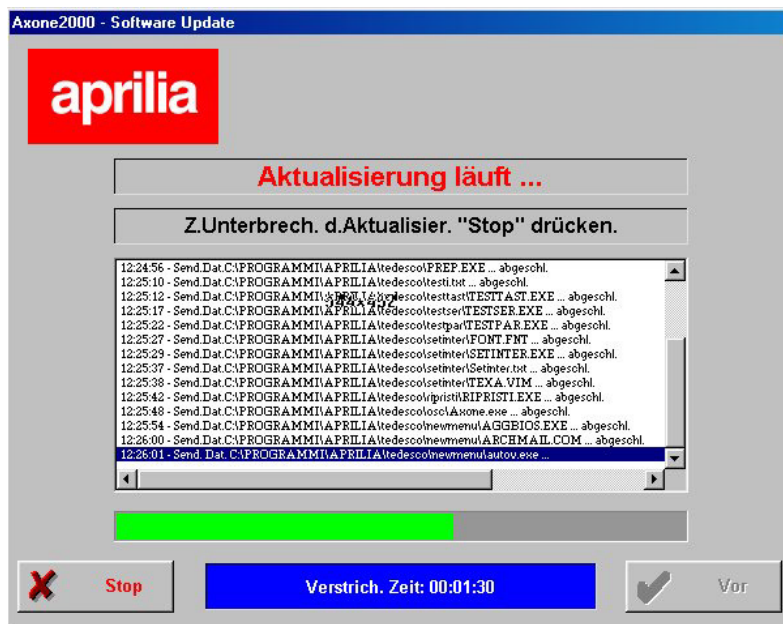 Axone2000 - Software Update
aprilia
Aktualisierung läuft ...
Z.Unterbrech. d.Aktualisier. "Stop" drücken.
12:24:56 - Send.Dat.C:\PROGRAMMI\APRILIA\tedesco\PREP.EXE ... abgeschl.
12:25:10 - Send.Dat.C:\PROGRAMMI\APRILIA\tedesco\testi.txt ... abgeschl.
12:25:12 - Send.Dat.C:\PROGRAMMI\APRILIA\tedesco\testtast\TESTTAST.EXE ... abgeschl.
544x452
12:25:17 - Send.Dat.C:\PROGRAMMI\APRILIA\tedesco\testser\TESTSER.EXE ... abgeschl.
12:25:22 - Send.Dat.C:\PROGRAMMI\APRILIA\tedesco\testpar\TESTPAR.EXE ... abgeschl.
12:25:27 - Send.Dat.C:\PROGRAMMI\APRILIA\tedesco\setinter\FONT.FNT ... abgeschl.
12:25:29 - Send.Dat.C:\PROGRAMMI\APRILIA\tedesco\setinter\SETINTER.EXE ... abgeschl.
12:25:37 - Send.Dat.C:\PROGRAMMI\APRILIA\tedesco\setinter\Setinter.txt ... abgeschl.
12:25:38 - Send.Dat.C:\PROGRAMMI\APRILIA\tedesco\setinter\TEXA.VIM ... abgeschl.
12:25:42 - Send.Dat.C:\PROGRAMMI\APRILIA\tedesco\ripristi\RIPRISTI.EXE ... abgeschl.
12:25:48 - Send.Dat.C:\PROGRAMMI\APRILIA\tedesco\osc\Axone.exe ... abgeschl.
12:25:54 - Send.Dat.C:\PROGRAMMI\APRILIA\tedesco\newmenu\AGGBIOS.EXE ... abgeschl.
12:26:00 - Send.Dat.C:\PROGRAMMI\APRILIA\tedesco\newmenu\ARCHMAIL.COM ... abgeschl.
12:26:01 - Send. Dat. C:\PROGRAMMI\APRILIA\tedesco\newmenu\autov.exe ...
Stop
Verstrich. Zeit: 00:01:30
Vor